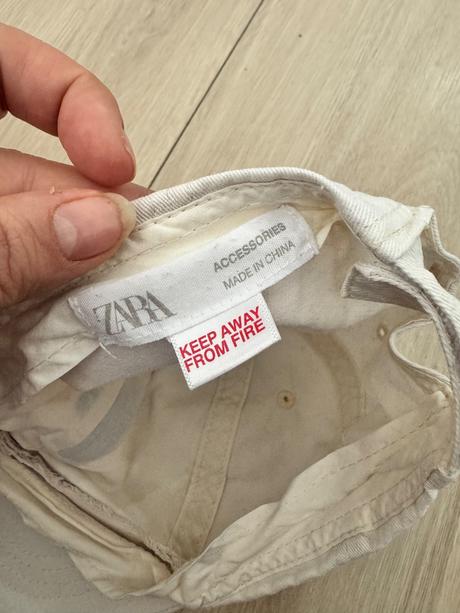 ZARA
ACCESSORIES
MADE IN CHINA
KEEP AWAY
FROM FIRE